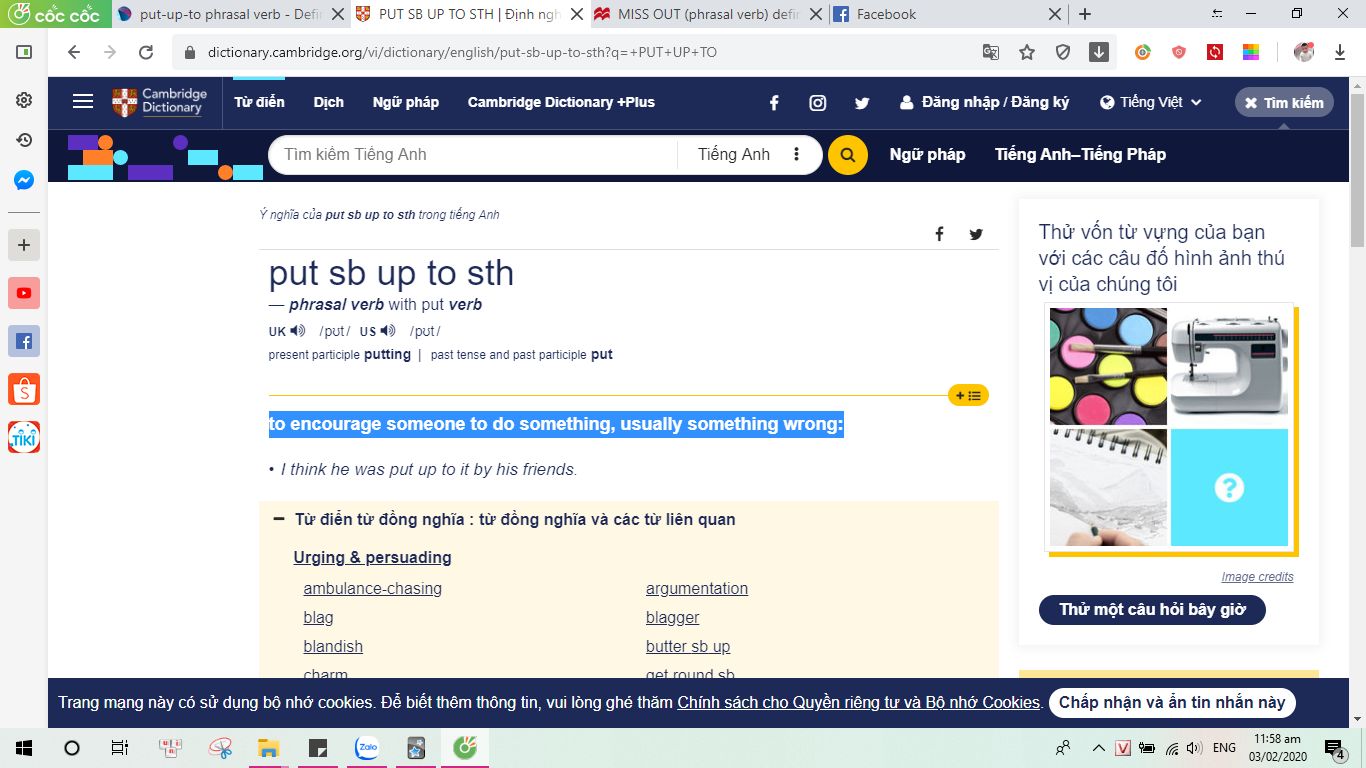 cốc cốc
put-up-to phrasal verb - Defin
PUT SB UP TO STH | Định ngh
MISS OUT (phrasal verb) defin
Facebook
dictionary.cambridge.org/vi/dictionary/english/put-sb-up-to-sth?q=+PUT+UP+TO
Cambridge
Dictionary
Từ điển
Dịch
Ngữ pháp
Cambridge Dictionary +Plus
Đăng nhập / Đăng ký
Tiếng Việt
Tìm kiếm
Tìm kiếm Tiếng Anh
Tiếng Anh
Ngữ pháp
Tiếng Anh–Tiếng Pháp
Ý nghĩa của put sb up to sth trong tiếng Anh
put sb up to sth
— phrasal verb with put verb
UK /pʊt/ US /pʊt/
present participle putting | past tense and past participle put
to encourage someone to do something, usually something wrong:
• I think he was put up to it by his friends.
Từ điển từ đồng nghĩa : từ đồng nghĩa và các từ liên quan
Urging & persuading
ambulance-chasing
argumentation
blag
blagger
blandish
butter sb up
charm
get round sb
Thử vốn từ vựng của bạn
với các câu đố hình ảnh thú
vị của chúng tôi
?
Image credits
Thử một câu hỏi bây giờ
TIKI
Trang mạng này có sử dụng bộ nhớ cookies. Để biết thêm thông tin, vui lòng ghé thăm Chính sách cho Quyền riêng tư và Bộ nhớ Cookies.
Chấp nhận và ẩn tin nhắn này
Zalo
V
ENG
11:58 am
03/02/2020
4